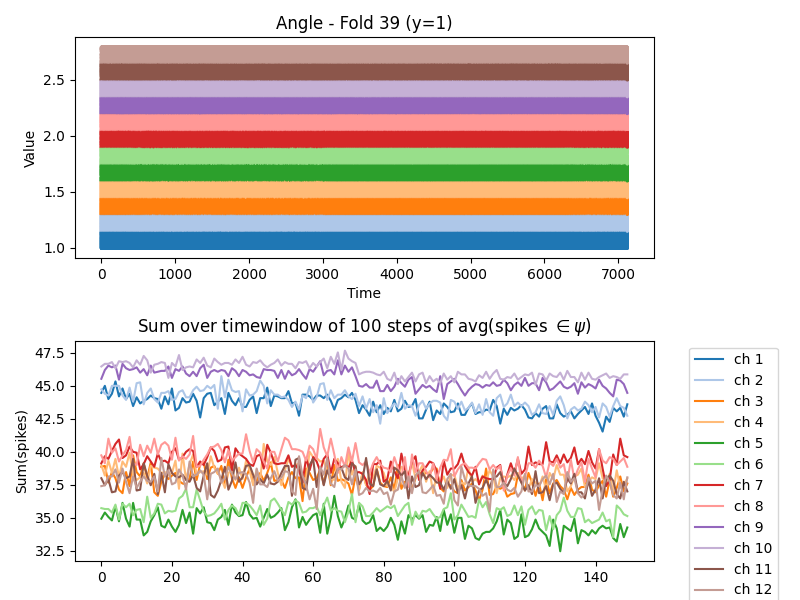 Angle - Fold 39 (y=1)
Value
2.5
2.0
1.5
1.0
0 1000 2000 3000 4000 5000 6000 7000
Time
Sum over timewindow of 100 steps of avg(spikes ∈ ψ)
Sum(spikes)
47.5
45.0
42.5
40.0
37.5
35.0
32.5
0 20 40 60 80 100 120 140
ch 1
ch 2
ch 3
ch 4
ch 5
ch 6
ch 7
ch 8
ch 9
ch 10
ch 11
ch 12